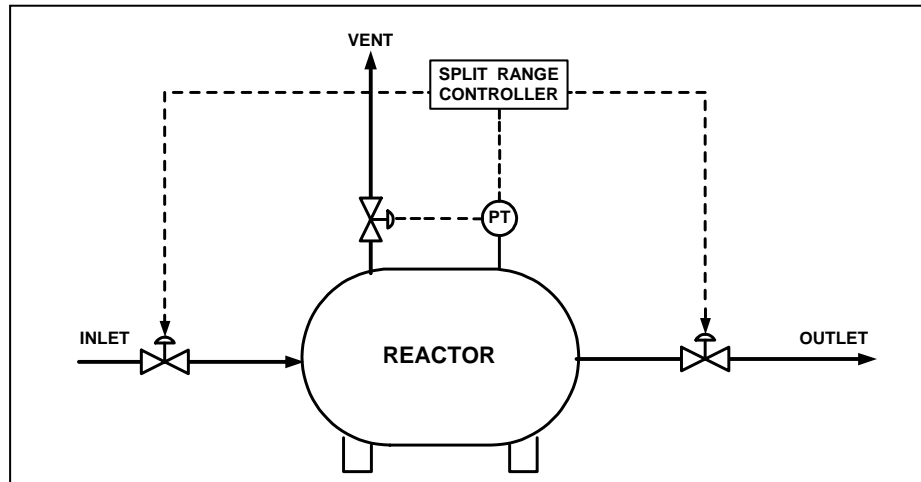 VENT
SPLIT RANGE
CONTROLLER
PT
INLET
REACTOR
OUTLET